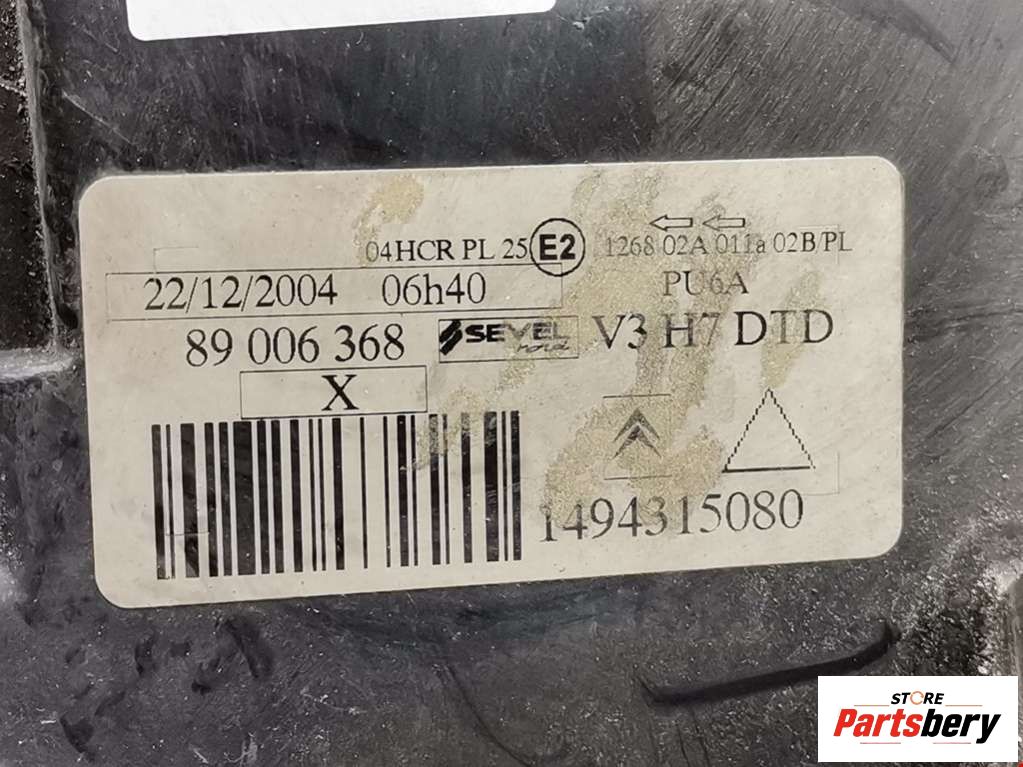 04HCR PL 25 E2 1268 02A 011a 02B/PL
22/12/2004 06h40 PU6A
89 006 368 SEVEL nord V3 H7 DTD
X
1494315080
STORE
Partsbery